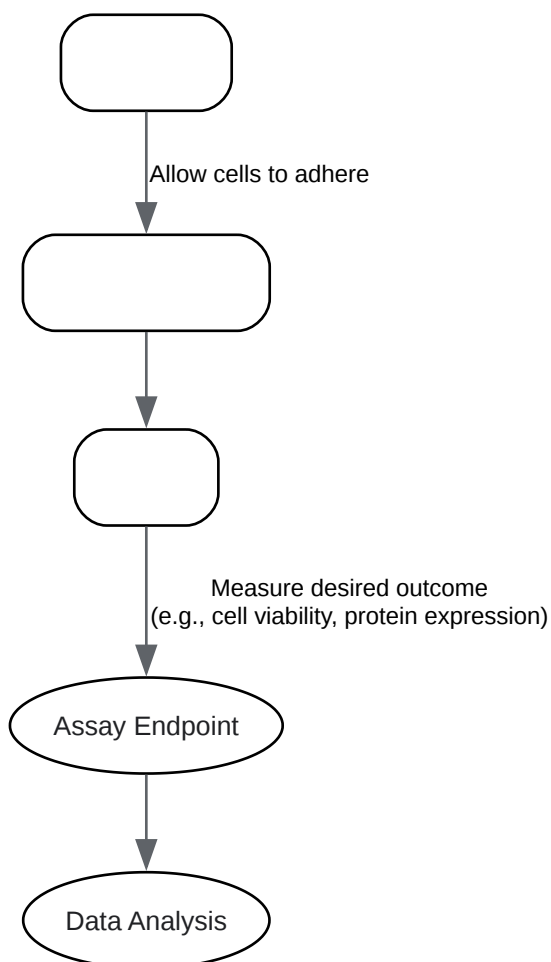 Allow cells to adhere
Measure desired outcome
(e.g., cell viability, protein expression)
Assay Endpoint
Data Analysis